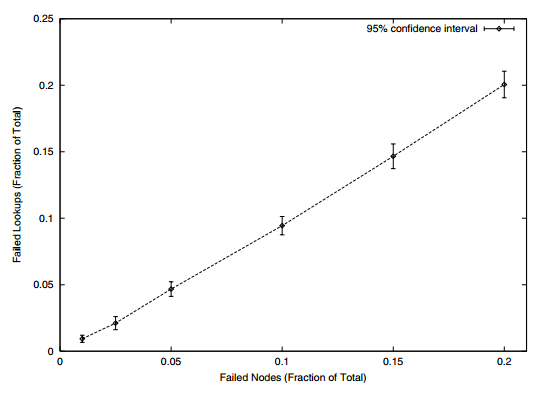 0.25
95% confidence interval
0.2
0.15
0.1
0.05
0
Failed Lookups (Fraction of Total)
0 0.05 0.1 0.15 0.2
Failed Nodes (Fraction of Total)